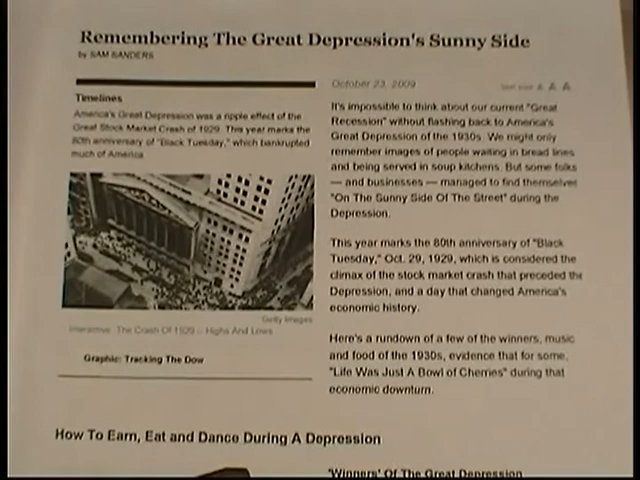 Remembering The Great Depression's Sunny Side
by SAM SANDERS
Timelines
America's Great Depression was a ripple effect of the
Great Stock Market Crash of 1929. This year marks the
80th anniversary of "Black Tuesday," which bankrupted
much of America.
Getty Images
Interactive: The Crash Of 1929 — Highs And Lows
Graphic: Tracking The Dow
October 23, 2009
text size A A A
It's impossible to think about our current "Great
Recession" without flashing back to America's
Great Depression of the 1930s. We might only
remember images of people waiting in bread lines
and being served in soup kitchens. But some folks
— and businesses — managed to find themselves
"On The Sunny Side Of The Street" during the
Depression.
This year marks the 80th anniversary of "Black
Tuesday," Oct. 29, 1929, which is considered the
climax of the stock market crash that preceded the
Depression, and a day that changed America's
economic history.
Here's a rundown of a few of the winners, music
and food of the 1930s, evidence that for some,
"Life Was Just A Bowl of Cherries" during that
economic downturn.
How To Earn, Eat and Dance During A Depression
'Winners' Of The Great Depression